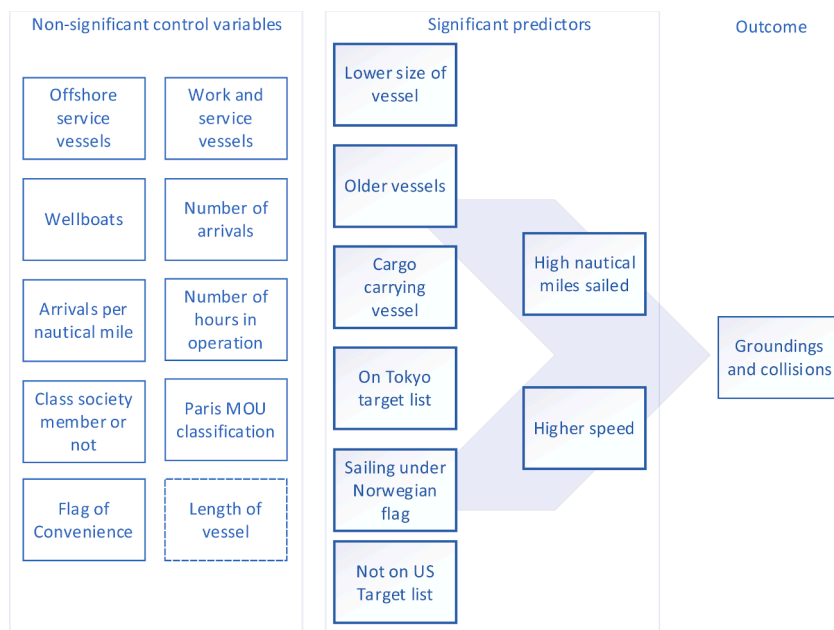 Non-significant control variables
Offshore
service
vessels
Work and
service
vessels
Wellboats
Number of
arrivals
Arrivals per
nautical mile
Number of
hours in
operation
Class society
member or
not
Paris MOU
classification
Flag of
Convenience
Length of
vessel
Significant predictors
Lower size of
vessel
Older vessels
Cargo
carrying
vessel
On Tokyo
target list
Sailing under
Norwegian
flag
Not on US
Target list
High nautical
miles sailed
Higher speed
Outcome
Groundings
and collisions